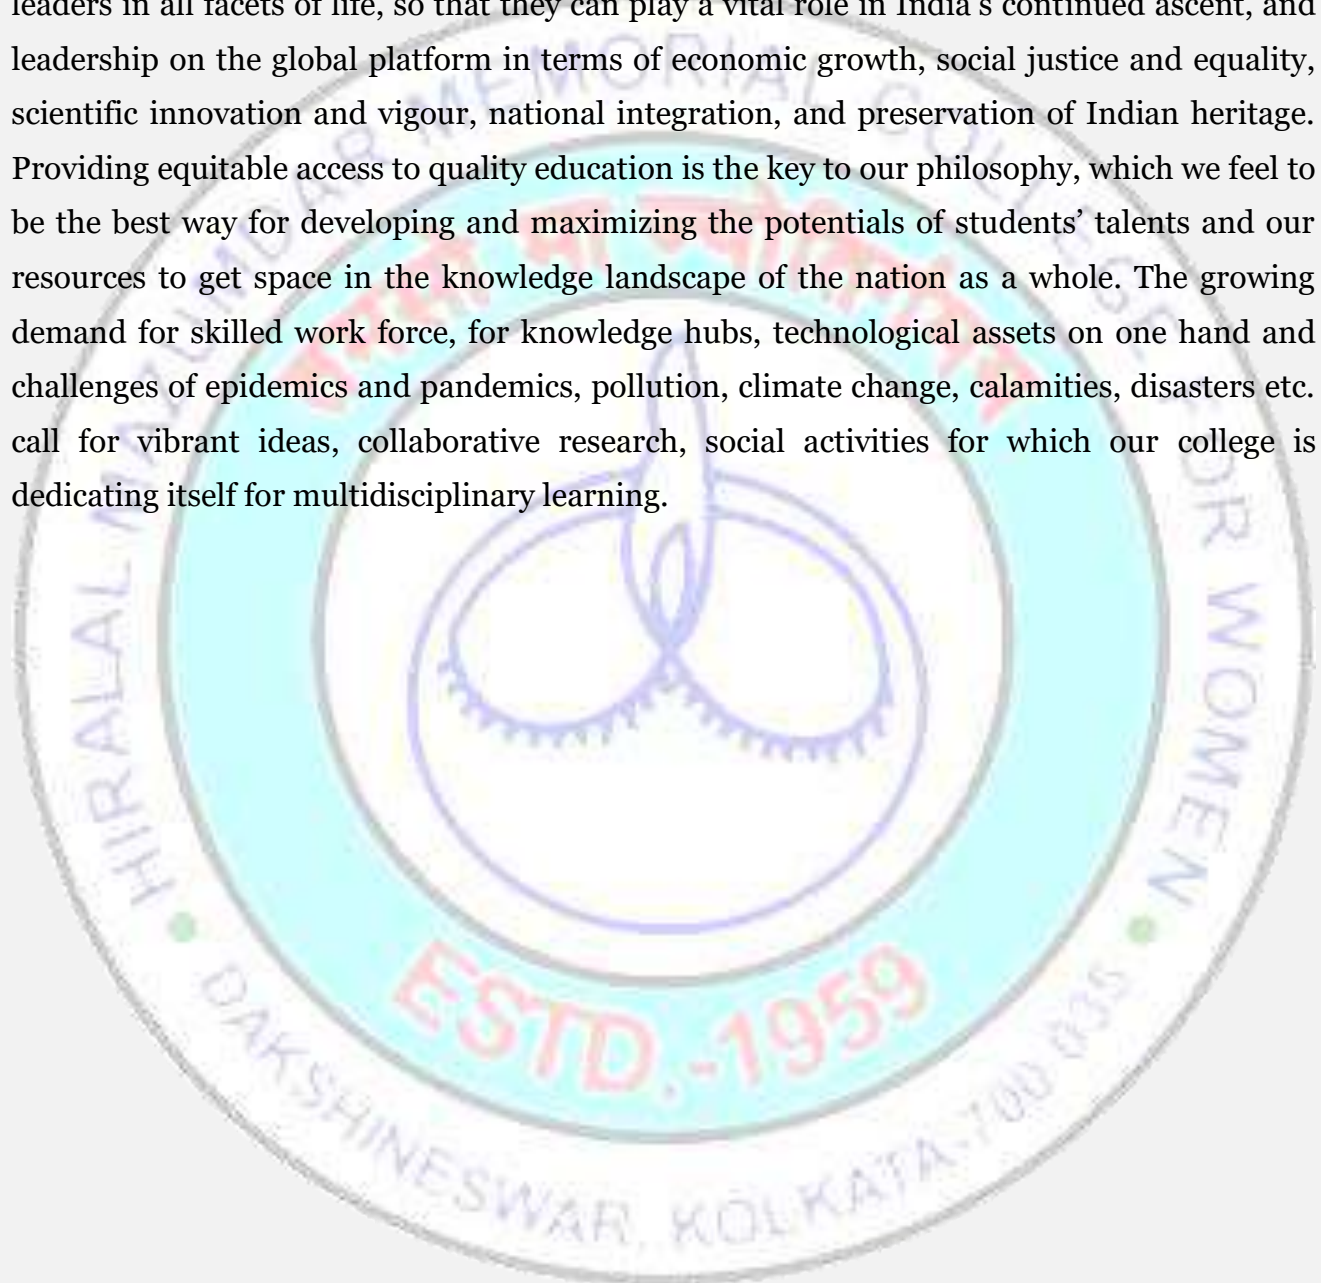 leaders in all facets of life, so that they can play a vital role in India's continued ascent, and
leadership on the global platform in terms of economic growth, social justice and equality,
scientific innovation and vigour, national integration, and preservation of Indian heritage.
Providing equitable access to quality education is the key to our philosophy, which we feel to
be the best way for developing and maximizing the potentials of students’ talents and our
resources to get space in the knowledge landscape of the nation as a whole. The growing
demand for skilled work force, for knowledge hubs, technological assets on one hand and
challenges of epidemics and pandemics, pollution, climate change, calamities, disasters etc.
call for vibrant ideas, collaborative research, social activities for which our college is
dedicating itself for multidisciplinary learning.
HIRALAL MAZUMDAR MEMORIAL COLLEGE FOR WOMEN
तमसो मा ज्योतिर्गमय
ESTD.-1959
DAKSHINESWAR, KOLKATA-700 035